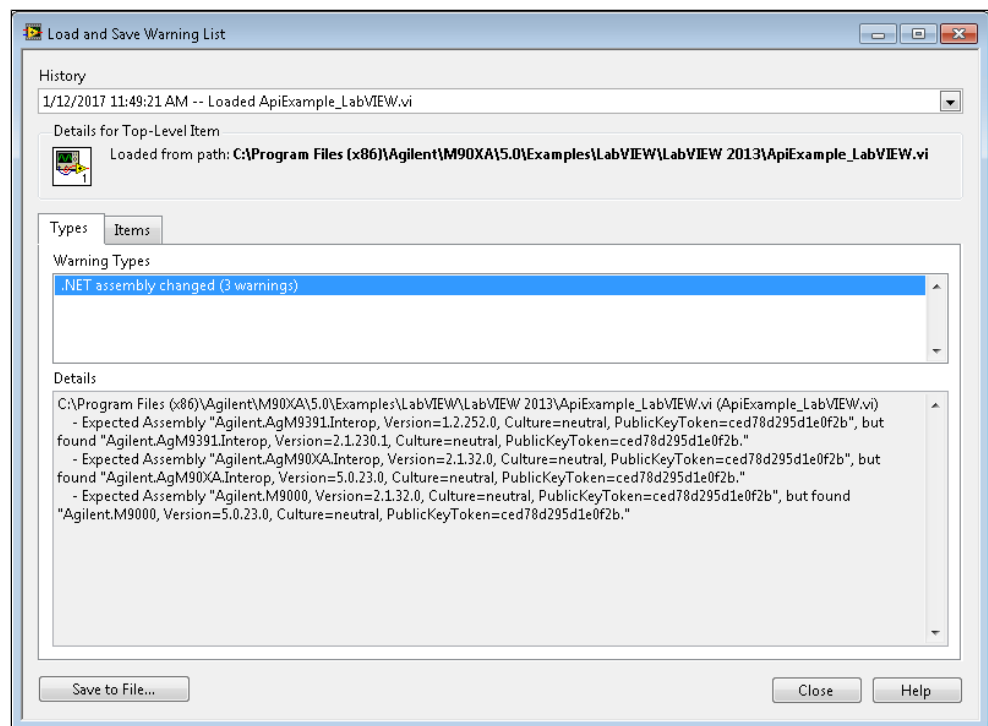 Load and Save Warning List
History
1/12/2017 11:49:21 AM -- Loaded ApiExample_LabVIEW.vi
Details for Top-Level Item
1
Loaded from path: C:\Program Files (x86)\Agilent\M90XA\5.0\Examples\LabVIEW\LabVIEW 2013\ApiExample_LabVIEW.vi
Types
Items
Warning Types
.NET assembly changed (3 warnings)
Details
C:\Program Files (x86)\Agilent\M90XA\5.0\Examples\LabVIEW\LabVIEW 2013\ApiExample_LabVIEW.vi (ApiExample_LabVIEW.vi)
- Expected Assembly "Agilent.AgM9391.Interop, Version=1.2.252.0, Culture=neutral, PublicKeyToken=ced78d295d1e0f2b", but
found "Agilent.AgM9391.Interop, Version=2.1.230.1, Culture=neutral, PublicKeyToken=ced78d295d1e0f2b."
- Expected Assembly "Agilent.AgM90XA.Interop, Version=2.1.32.0, Culture=neutral, PublicKeyToken=ced78d295d1e0f2b", but
found "Agilent.AgM90XA.Interop, Version=5.0.23.0, Culture=neutral, PublicKeyToken=ced78d295d1e0f2b."
- Expected Assembly "Agilent.M9000, Version=2.1.32.0, Culture=neutral, PublicKeyToken=ced78d295d1e0f2b", but found
"Agilent.M9000, Version=5.0.23.0, Culture=neutral, PublicKeyToken=ced78d295d1e0f2b."
Save to File...
Close
Help